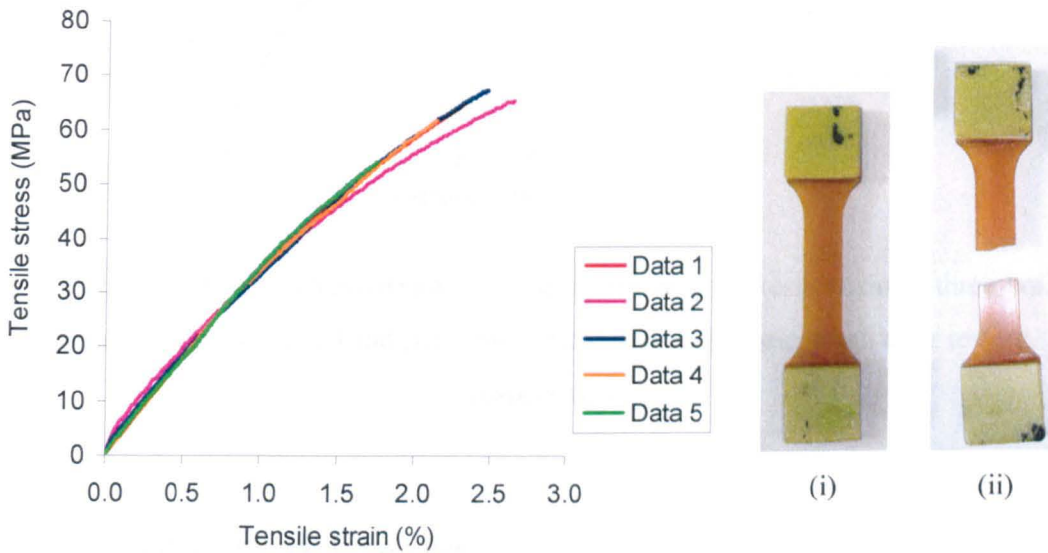 Tensile stress (MPa)
80
70
60
50
40
30
20
10
0
0.0 0.5 1.0 1.5 2.0 2.5 3.0
Tensile strain (%)
Data 1
Data 2
Data 3
Data 4
Data 5
(i)
(ii)